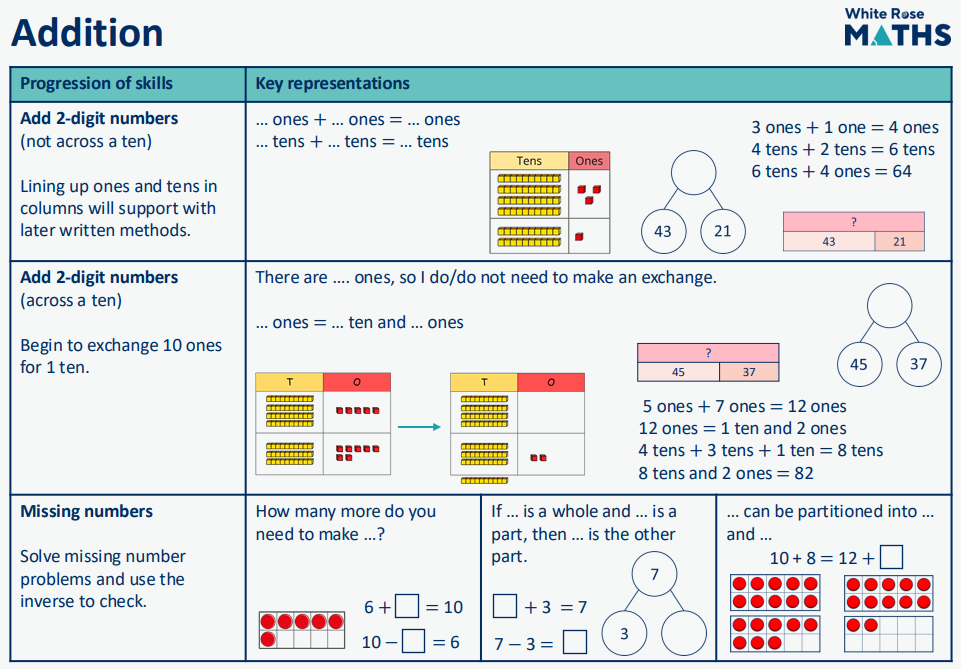 Addition
White Rose
MATHS
Progression of skills
Key representations
Add 2-digit numbers
(not across a ten)
Lining up ones and tens in
columns will support with
later written methods.
... ones + ... ones = ... ones
... tens + ... tens = ... tens
Tens
Ones
43
21
3 ones + 1 one = 4 ones
4 tens + 2 tens = 6 tens
6 tens + 4 ones = 64
?
43
21
Add 2-digit numbers
(across a ten)
Begin to exchange 10 ones
for 1 ten.
There are .... ones, so I do/do not need to make an exchange.
... ones = ... ten and ... ones
T
O
T
O
?
45
37
45
37
5 ones + 7 ones = 12 ones
12 ones = 1 ten and 2 ones
4 tens + 3 tens + 1 ten = 8 tens
8 tens and 2 ones = 82
Missing numbers
Solve missing number
problems and use the
inverse to check.
How many more do you
need to make ...?
6 + □ = 10
10 − □ = 6
If ... is a whole and ... is a
part, then ... is the other
part.
□ + 3 = 7
7 − 3 = □
7
3
... can be partitioned into ...
and ...
10 + 8 = 12 + □